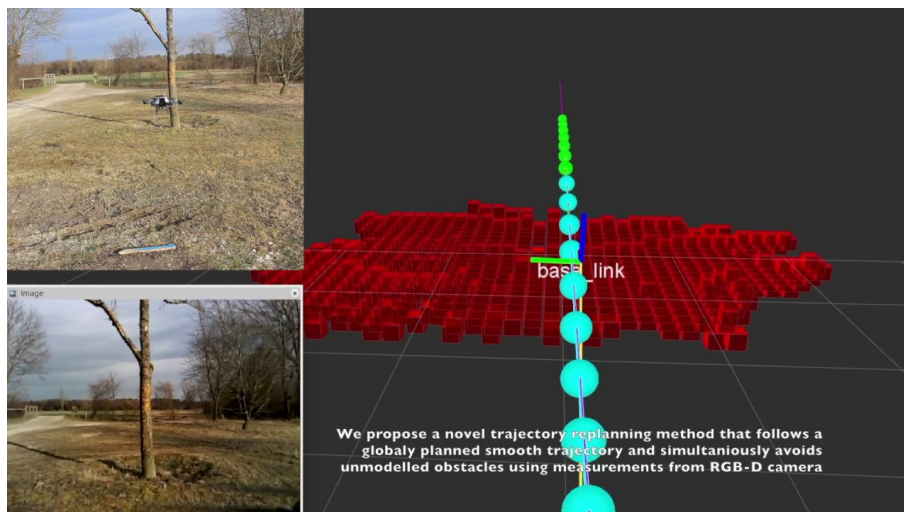 image
base_link
We propose a novel trajectory replanning method that follows a
globaly planned smooth trajectory and simultaniously avoids
unmodelled obstacles using measurements from RGB-D camera